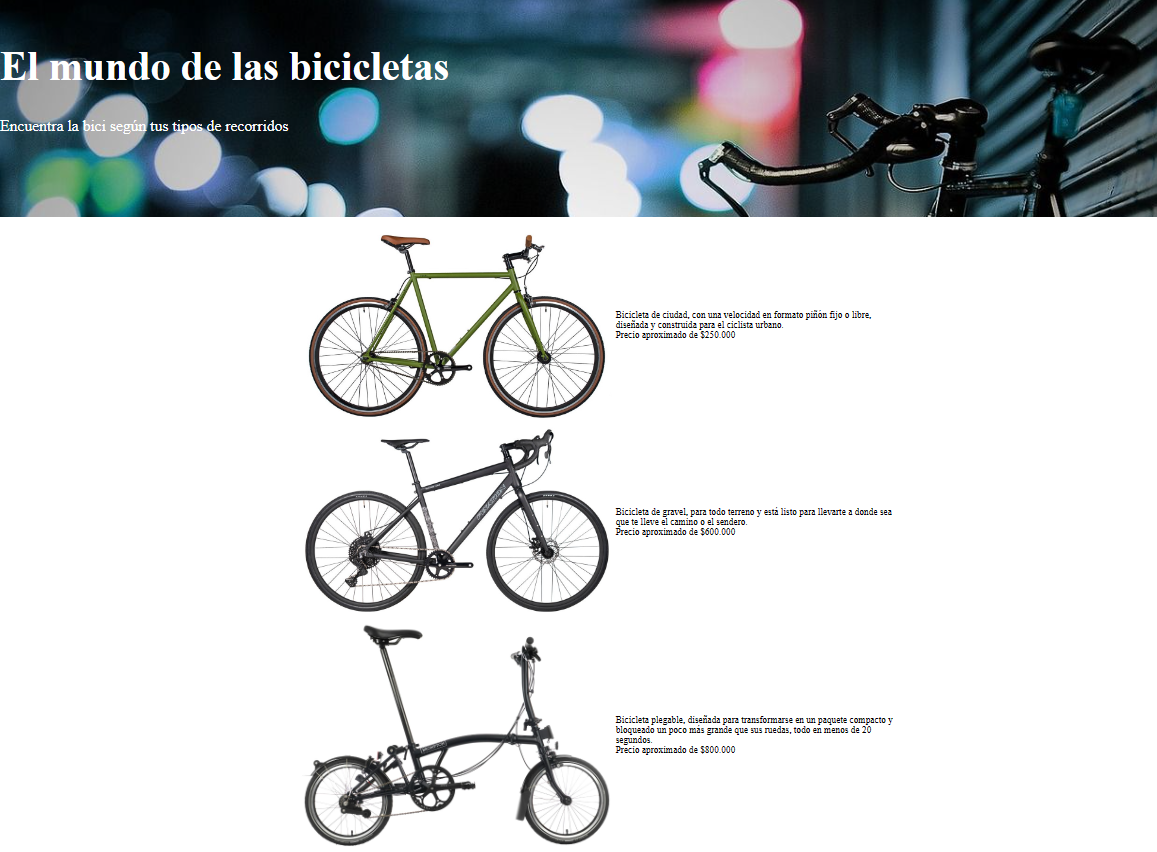 El mundo de las bicicletas
Encuentra la bici según tus tipos de recorridos
Bicicleta de ciudad, con una velocidad en formato piñón fijo o libre,
diseñada y construida para el ciclista urbano.
Precio aproximado de $250.000
Bicicleta de gravel, para todo terreno y está listo para llevarte a donde sea
que te lleve el camino o el sendero.
Precio aproximado de $600.000
Bicicleta plegable, diseñada para transformarse en un paquete compacto y
bloqueado un poco más grande que sus ruedas, todo en menos de 20
segundos.
Precio aproximado de $800.000